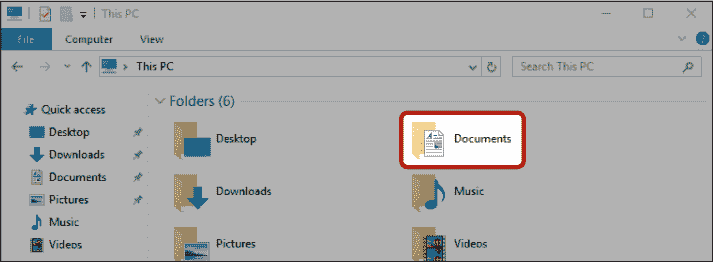 This PC
File Computer View
This PC Search This PC
Quick access
Desktop
Downloads
Documents
Pictures
Music
Videos
Folders (6)
Desktop Documents
Downloads Music
Pictures Videos